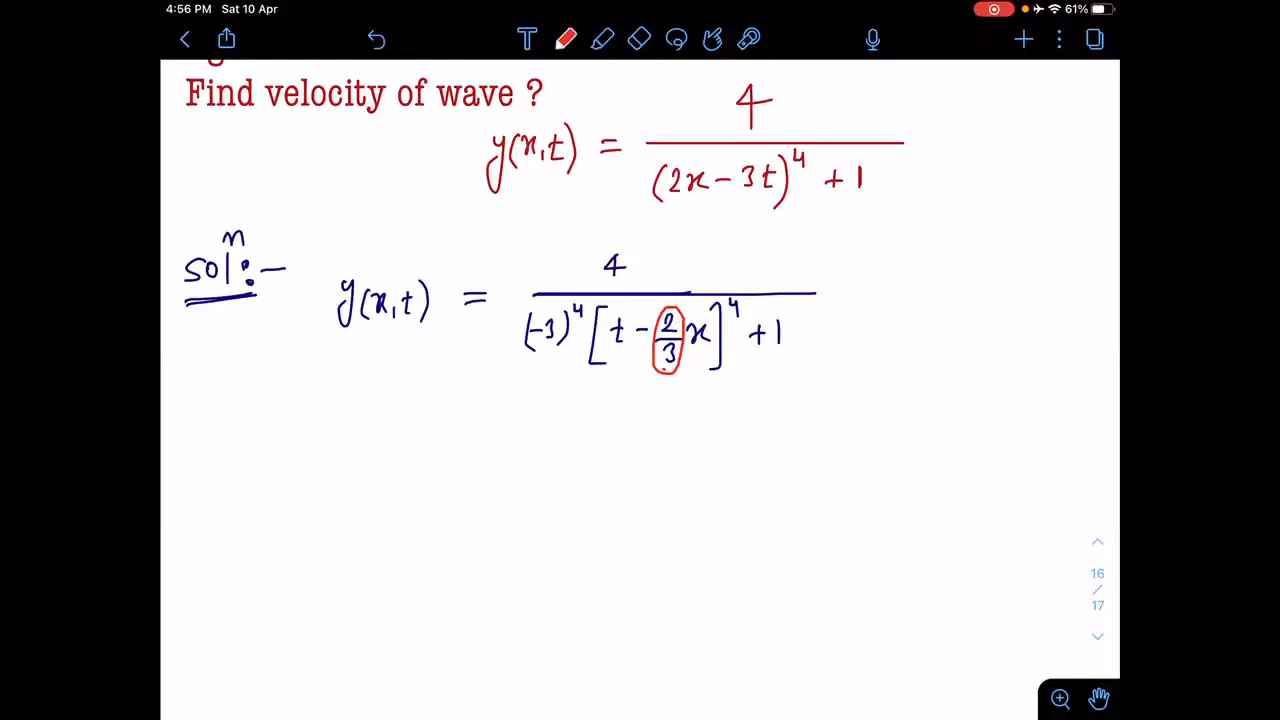 4:56 PM Sat 10 Apr 61%
Find velocity of wave ?
y(x,t) = 4 / ((2x - 3t)^4 + 1)
Sol^n :-
y(x,t) = 4 / ((-3)^4 [t - 2/3 x]^4 + 1)
16
/
17